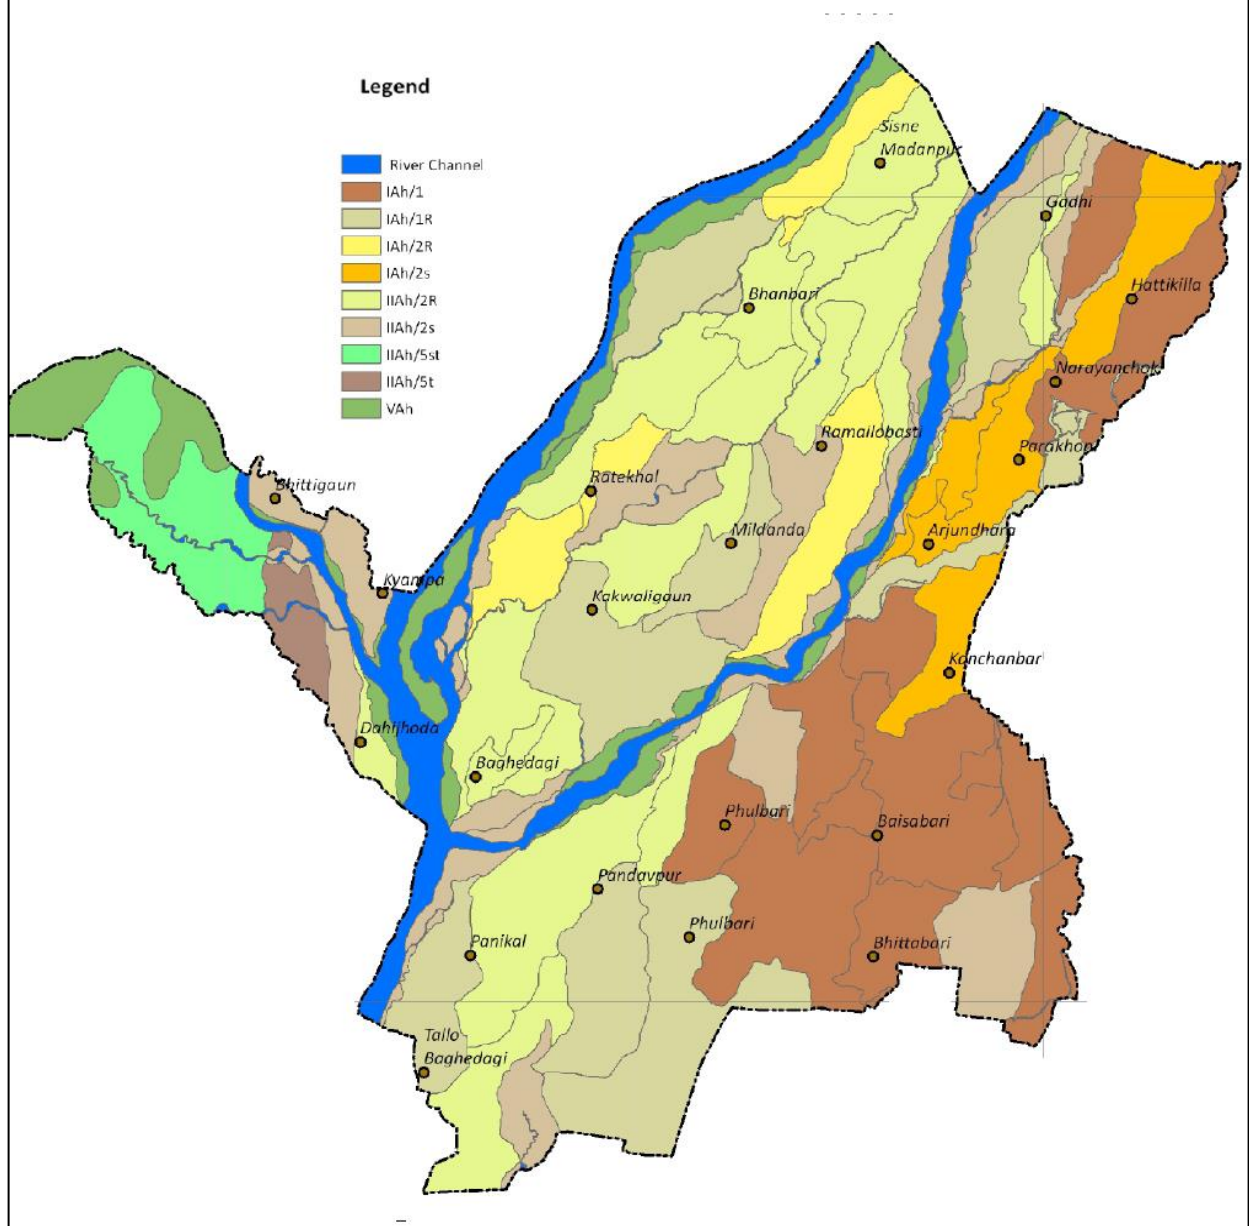 Legend
River Channel
IAh/1
IAh/1R
IAh/2R
IAh/2s
IIAh/2R
IIAh/2s
IIAh/5st
IIAh/5t
VAh
Sisne
Madanpur
Gadhi
Bhanbari
Hattikilla
Narayanchok
Ramailobasti
Parakhopi
Ratekhal
Bhittigaun
Mildanda
Arjundhara
Kyampa
Kakwaligaun
Kanchanbari
Dahijhoda
Baghedagi
Phulbari
Baisabari
Pandavpur
Phulbari
Panikal
Bhittabari
Tallo
Baghedagi